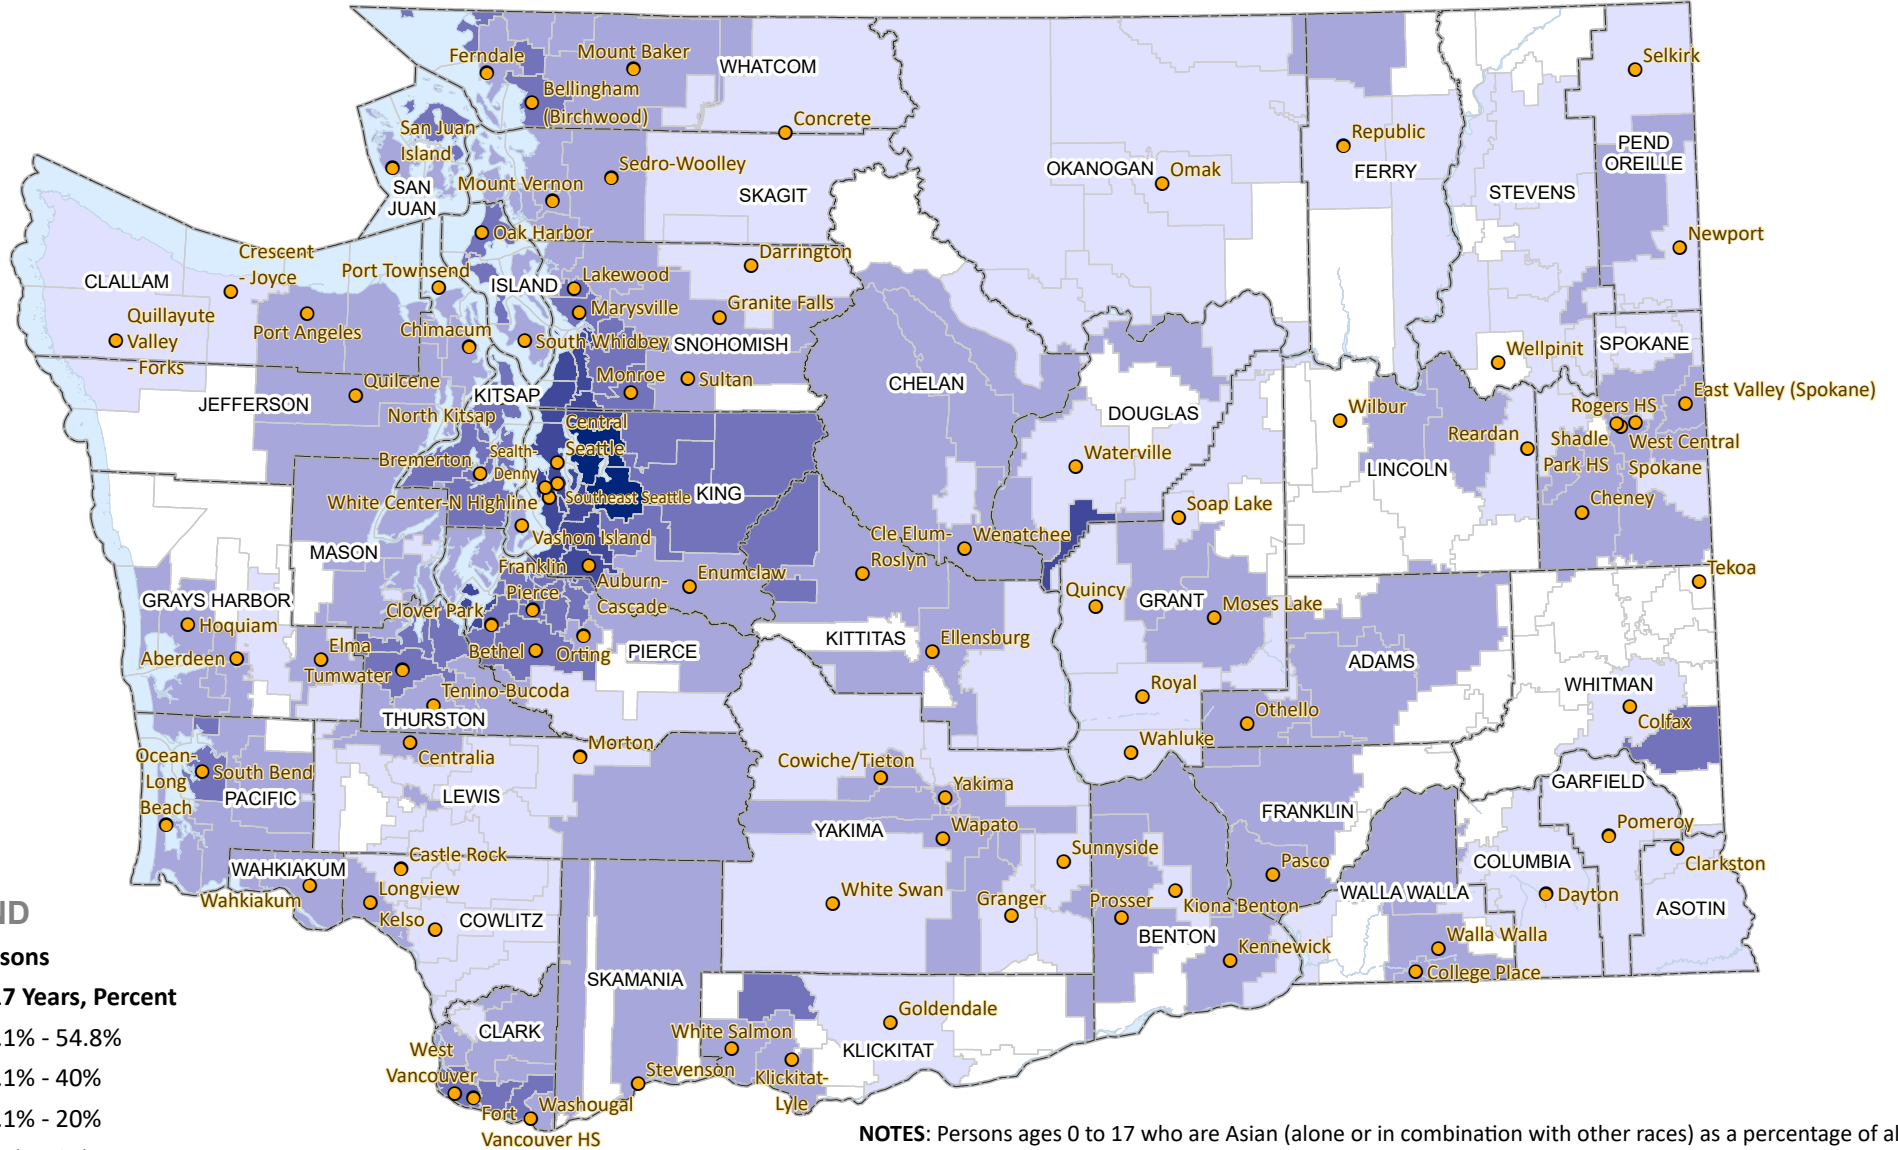 Ferndale
Mount Baker
WHATCOM
Selkirk
Bellingham
(Birchwood)
Concrete
San Juan
Island
Republic
PEND
OREILLE
SAN
JUAN
Mount Vernon
Sedro-Woolley
SKAGIT
OKANOGAN
Omak
FERRY
STEVENS
Oak Harbor
Newport
Crescent
- Joyce
CLALLAM
Port Townsend
ISLAND
Lakewood
Darrington
Quillayute
Valley
- Forks
Port Angeles
Chimacum
Marysville
Granite Falls
South Whidbey
SNOHOMISH
SPOKANE
Wellpinit
Quilcene
JEFFERSON
KITSAP
Monroe
Sultan
CHELAN
DOUGLAS
East Valley (Spokane)
North Kitsap
Central
Seattle
Wilbur
Rogers HS
Reardan
Shadle
Park HS
West Central
Spokane
Bremerton
Sealth-
Denny
Waterville
LINCOLN
White Center-N Highline
Southeast Seattle
KING
Soap Lake
Cheney
MASON
Vashon Island
Cle Elum-
Roslyn
Wenatchee
Franklin
Pierce
Auburn-
Cascade
Enumclaw
Tekoa
GRAYS HARBOR
Clover Park
Quincy
GRANT
Moses Lake
Hoquiam
Aberdeen
Elma
Tumwater
Bethel
Orting
PIERCE
KITTITAS
Ellensburg
ADAMS
WHITMAN
Tenino-Bucoda
THURSTON
Royal
Othello
Colfax
Ocean-
Long
Beach
South Bend
PACIFIC
Centralia
Morton
Wahluke
LEWIS
Cowiche/Tieton
Yakima
GARFIELD
FRANKLIN
YAKIMA
Wapato
Pomeroy
WAHKIAKUM
Wahkiakum
Castle Rock
Longview
Kelso
COWLITZ
Sunnyside
Pasco
COLUMBIA
Clarkston
White Swan
Granger
Prosser
Kiona Benton
WALLA WALLA
Dayton
ASOTIN
BENTON
Kennewick
Walla Walla
College Place
SKAMANIA
Goldendale
CLARK
White Salmon
KLICKITAT
West
Vancouver
Stevenson
Klickitat-
Lyle
Fort
Vancouver HS
Washougal
ND
sons
17 Years, Percent
.1% - 54.8%
.1% - 40%
.1% - 20%
NOTES: Persons ages 0 to 17 who are Asian (alone or in combination with other races) as a percentage of al